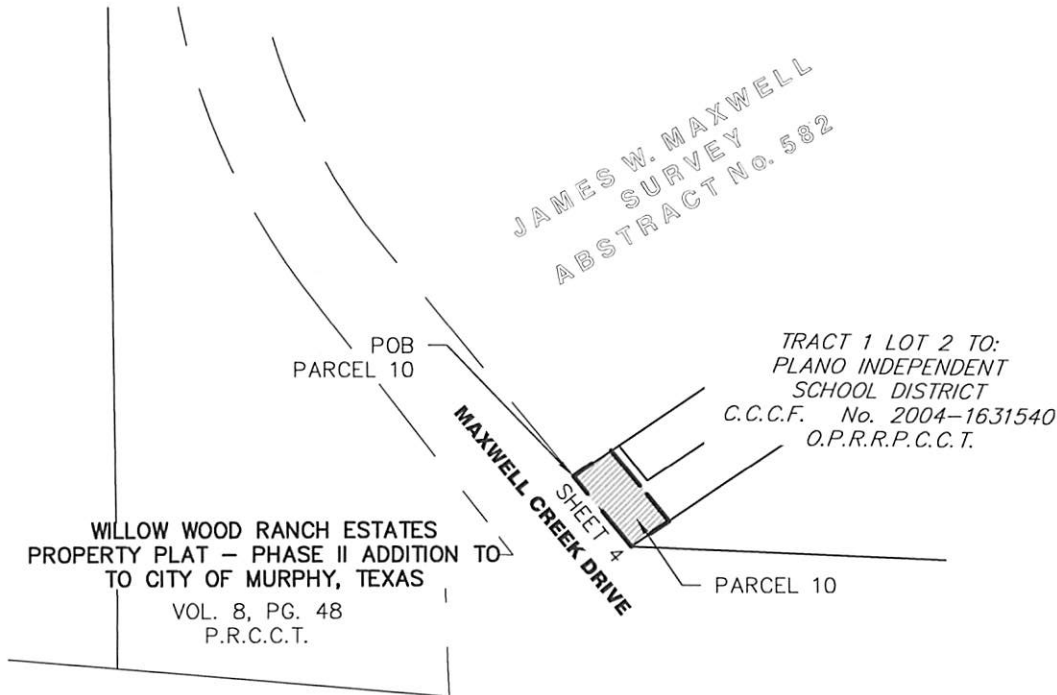 JAMES W. MAXWELL
SURVEY
ABSTRACT No. 582
POB
PARCEL 10
TRACT 1 LOT 2 TO:
PLANO INDEPENDENT
SCHOOL DISTRICT
C.C.C.F. No. 2004-1631540
O.P.R.R.P.C.C.T.
MAXWELL CREEK DRIVE
SHEET 4
WILLOW WOOD RANCH ESTATES
PROPERTY PLAT – PHASE II ADDITION TO
TO CITY OF MURPHY, TEXAS
VOL. 8, PG. 48
P.R.C.C.T.
PARCEL 10